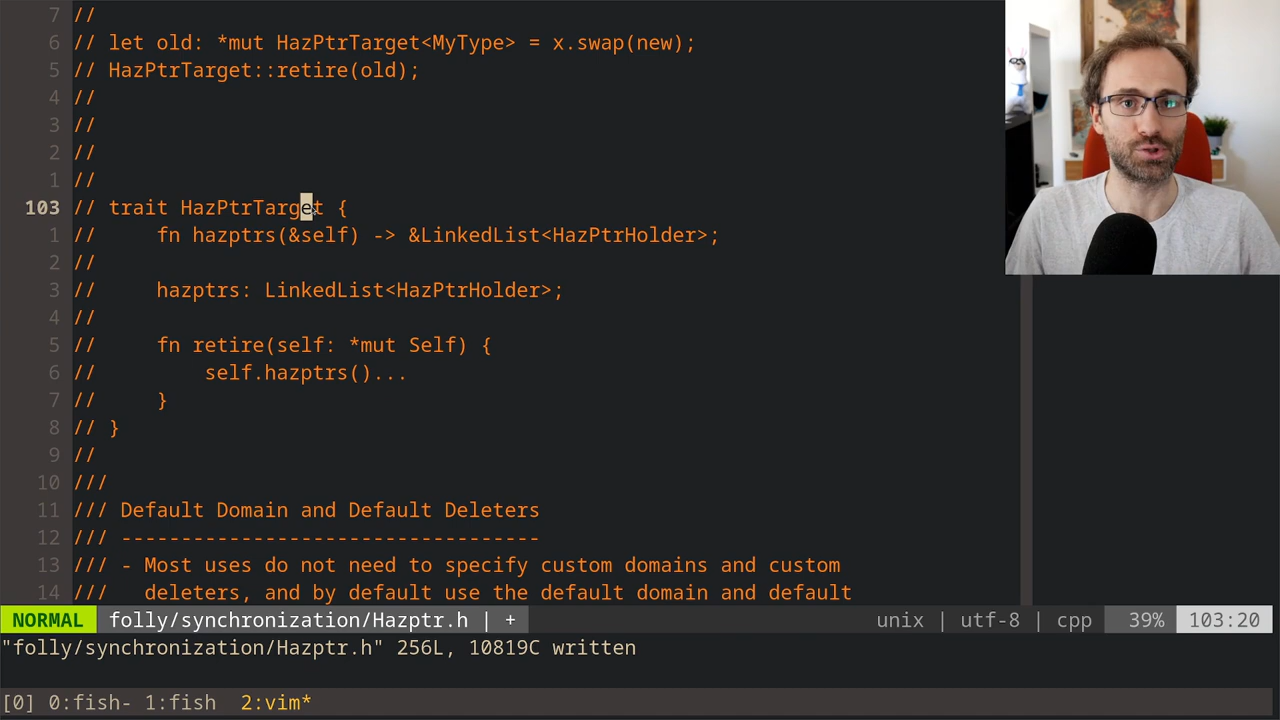 7 //
6 // let old: *mut HazPtrTarget<MyType> = x.swap(new);
5 // HazPtrTarget::retire(old);
4 //
3 //
2 //
1 //
103 // trait HazPtrTarget {
1 //     fn hazptrs(&self) -> &LinkedList<HazPtrHolder>;
2 //
3 //     hazptrs: LinkedList<HazPtrHolder>;
4 //
5 //     fn retire(self: *mut Self) {
6 //         self.hazptrs()...
7 //     }
8 // }
9 //
10 ///
11 /// Default Domain and Default Deleters
12 /// -----------------------------------
13 /// - Most uses do not need to specify custom domains and custom
14 ///   deleters, and by default use the default domain and default
NORMAL folly/synchronization/Hazptr.h | + unix | utf-8 | cpp 39% 103:20
"folly/synchronization/Hazptr.h" 256L, 10819C written
[0] 0:fish- 1:fish  2:vim*